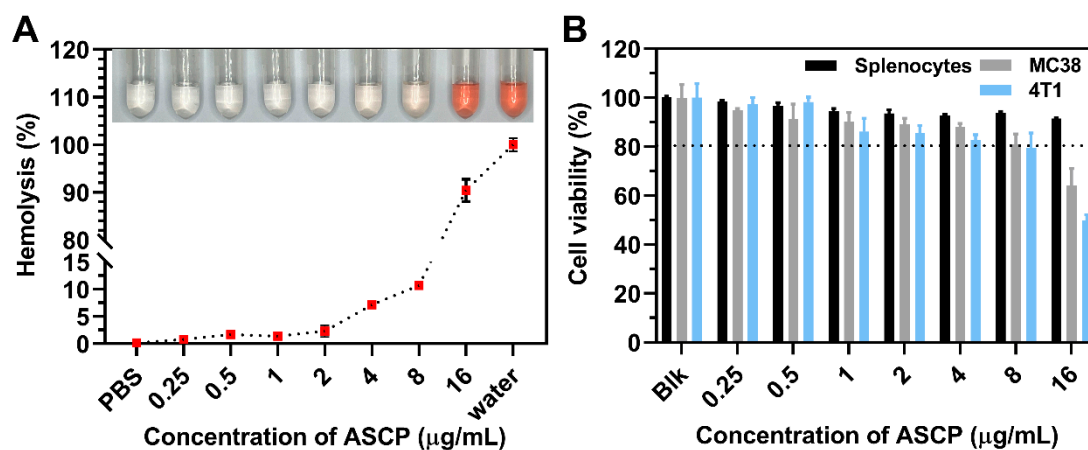 A
Hemolysis (%)
120
110
100
90
80
15
10
5
0
PBS
0.25
0.5
1
2
4
8
16
water
Concentration of ASCP (μg/mL)
B
Cell viability (%)
120
100
80
60
40
20
0
Splenocytes
MC38
4T1
Blk
0.25
0.5
1
2
4
8
16
Concentration of ASCP (μg/mL)